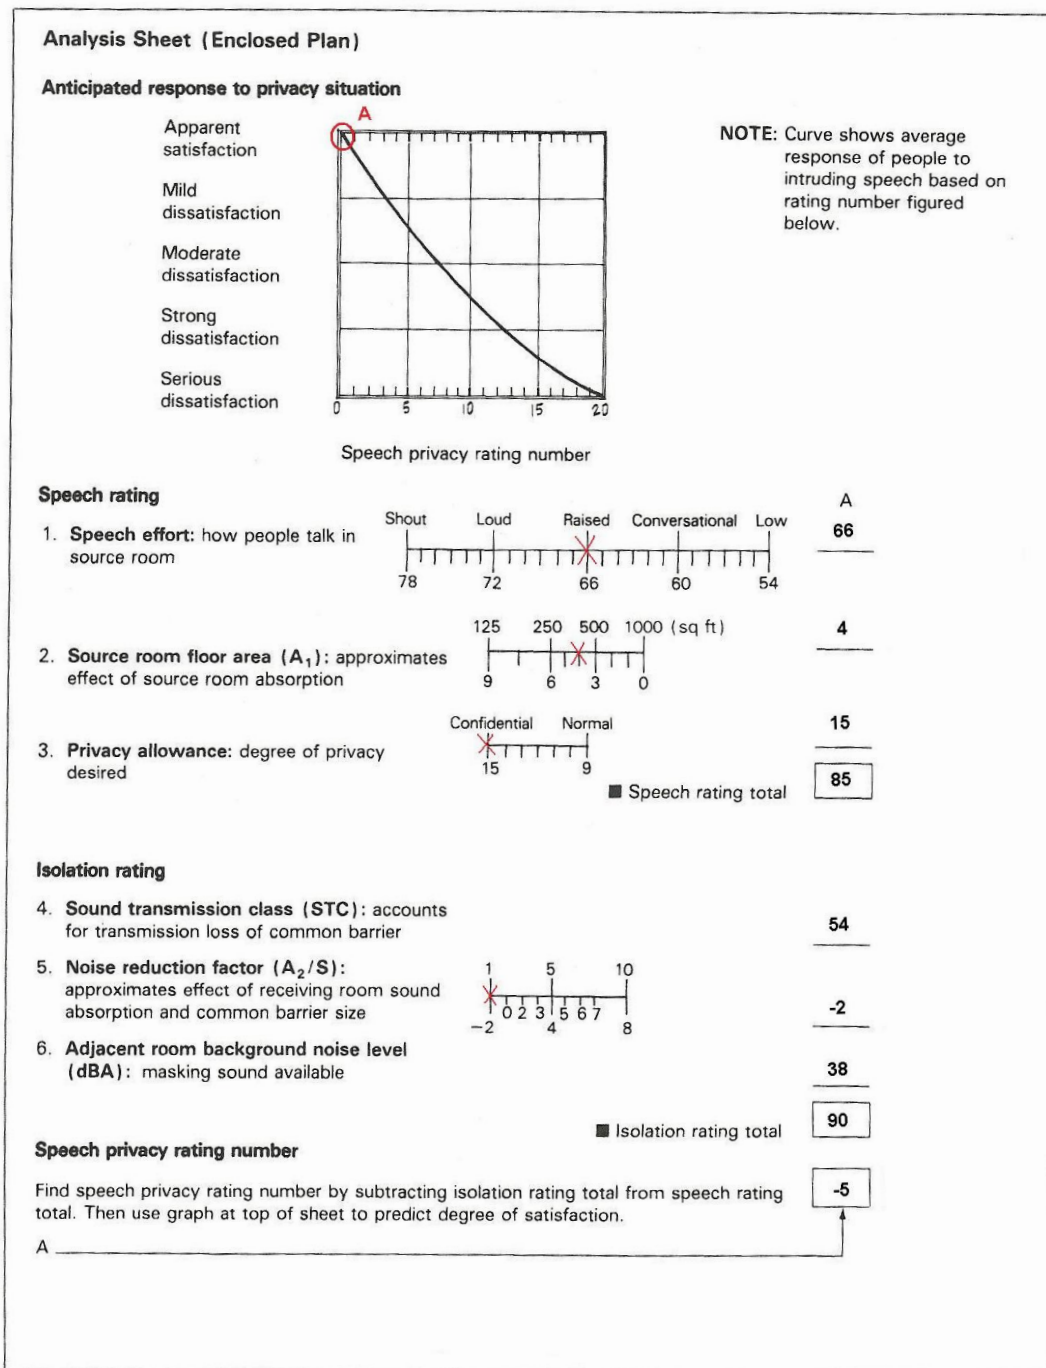 Analysis Sheet (Enclosed Plan)
Anticipated response to privacy situation
A
Apparent
satisfaction
Mild
dissatisfaction
Moderate
dissatisfaction
Strong
dissatisfaction
Serious
dissatisfaction
0 5 10 15 20
Speech privacy rating number
NOTE: Curve shows average
response of people to
intruding speech based on
rating number figured
below.
Speech rating
A
1. Speech effort: how people talk in
source room
Shout Loud Raised Conversational Low
78 72 66 60 54
66
2. Source room floor area (A₁): approximates
effect of source room absorption
125 250 500 1000 (sq ft)
9 6 3 0
4
3. Privacy allowance: degree of privacy
desired
Confidential Normal
15 9
15
■ Speech rating total 85
Isolation rating
4. Sound transmission class (STC): accounts
for transmission loss of common barrier
54
5. Noise reduction factor (A₂/S):
approximates effect of receiving room sound
absorption and common barrier size
1 5 10
0 2 3 5 6 7
-2 4 8
-2
6. Adjacent room background noise level
(dBA): masking sound available
38
■ Isolation rating total 90
Speech privacy rating number
Find speech privacy rating number by subtracting isolation rating total from speech rating
total. Then use graph at top of sheet to predict degree of satisfaction.
-5
A